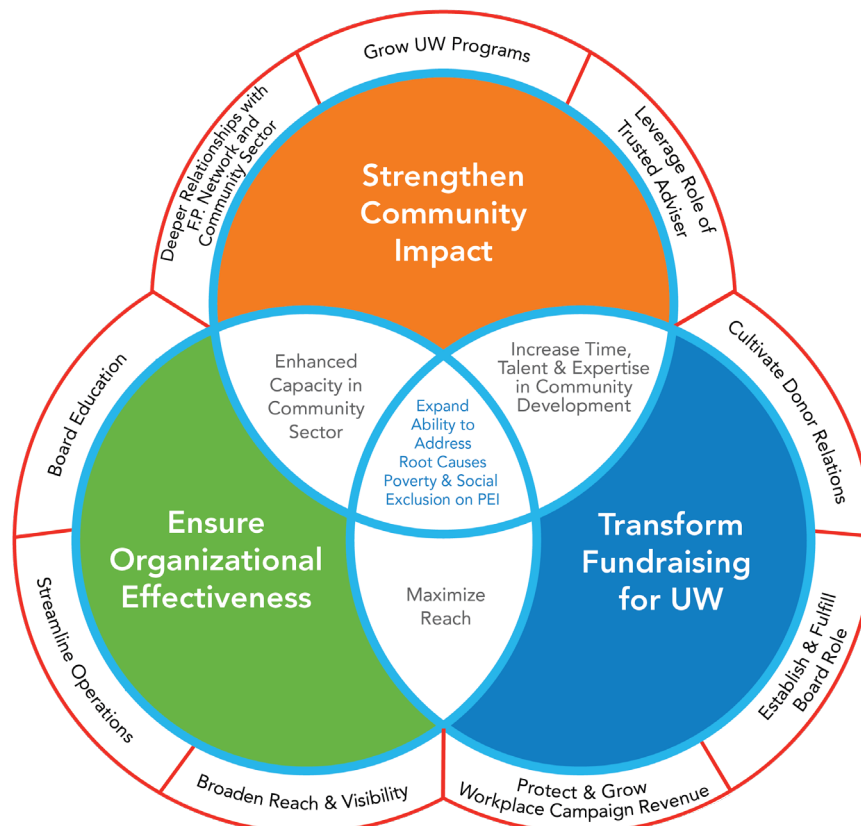 Grow UW Programs
Deeper Relationships with
F.P. Network and
Community Sector
Leverage Role of
Trusted Adviser
Strengthen
Community
Impact
Enhanced
Capacity in
Community
Sector
Increase Time,
Talent & Expertise
in Community
Development
Expand
Ability to
Address
Root Causes
Poverty & Social
Exclusion on PEI
Board Education
Cultivate Donor Relations
Ensure
Organizational
Effectiveness
Transform
Fundraising
for UW
Maximize
Reach
Streamline Operations
Establish & Fulfill
Board Role
Broaden Reach & Visibility
Protect & Grow
Workplace Campaign Revenue